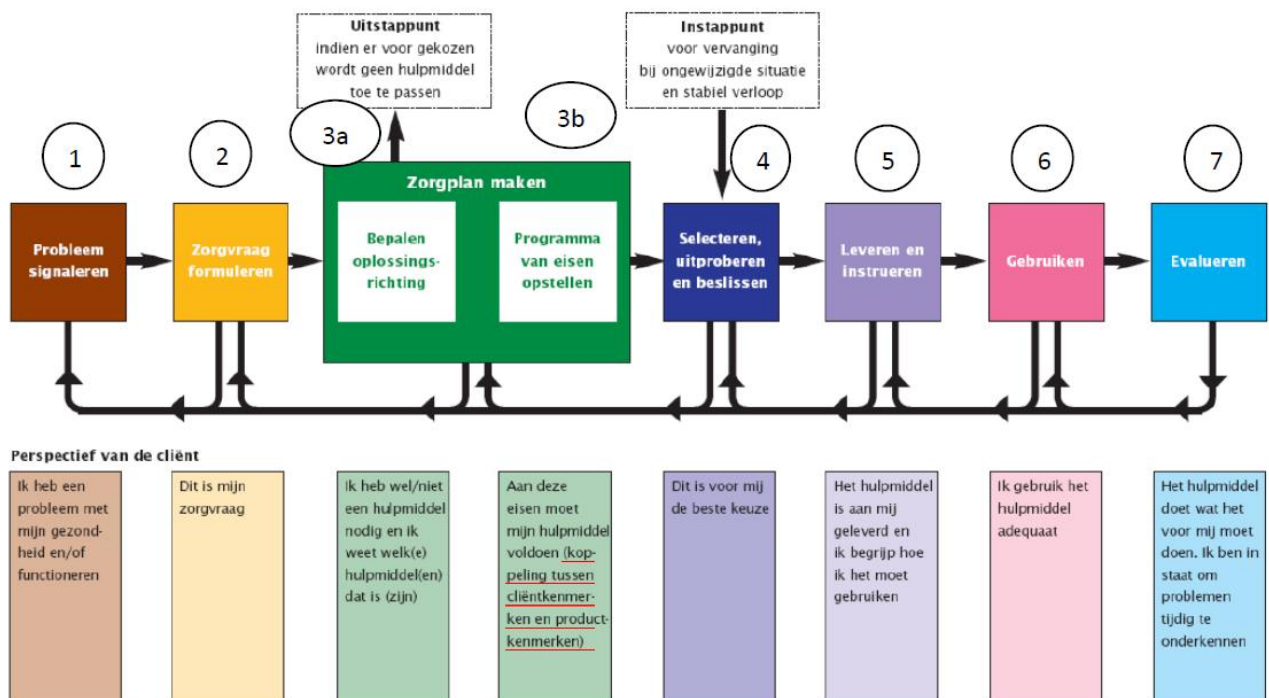 Uitstappunt
indien er voor gekozen
wordt geen hulpmiddel
toe te passen
Instappunt
voor vervanging
bij ongewijzigde situatie
en stabiel verloop
1
2
3a
3b
4
5
6
7
Probleem
signaleren
Zorgvraag
formuleren
Zorgplan maken
Bepalen
oplossings-
richting
Programma
van eisen
opstellen
Selecteren,
uitproberen
en beslissen
Leveren en
instrueren
Gebruiken
Evalueren
Perspectief van de cliënt
Ik heb een
probleem met
mijn gezond-
heid en/of
functioneren
Dit is mijn
zorgvraag
Ik heb wel/niet
een hulpmiddel
nodig en ik
weet welk(e)
hulpmiddel(en)
dat is (zijn)
Aan deze
eisen moet
mijn hulpmiddel
voldoen (kop-
peling tussen
cliëntkenmer-
ken en product-
kenmerken)
Dit is voor mij
de beste keuze
Het hulpmiddel
is aan mij
geleverd en
ik begrijp hoe
ik het moet
gebruiken
Ik gebruik het
hulpmiddel
adequaat
Het hulpmiddel
doet wat het
voor mij moet
doen. Ik ben in
staat om
problemen
tijdig te
onderkennen